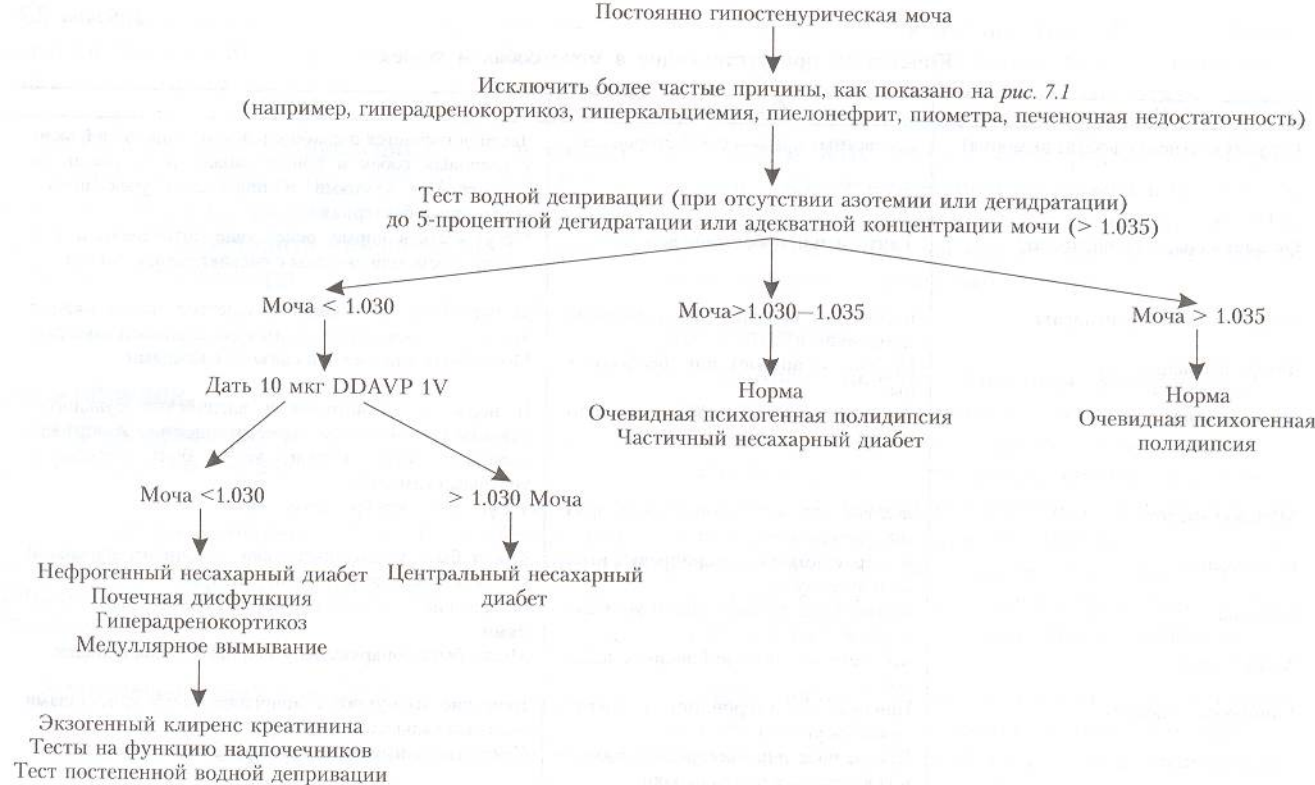 Постоянно гипостенурическая моча
Исключить более частые причины, как показано на рис. 7.1
(например, гиперадренокортикоз, гиперкальциемия, пиелонефрит, пиометра, печеночная недостаточность)
Тест водной депривации (при отсутствии азотемии или дегидратации)
до 5-процентной дегидратации или адекватной концентрации мочи (> 1.035)
Моча < 1.030
Моча>1.030—1.035
Моча > 1.035
Дать 10 мкг DDAVP 1V
Норма
Очевидная психогенная полидипсия
Частичный несахарный диабет
Норма
Очевидная психогенная
полидипсия
Моча <1.030
> 1.030 Моча
Нефрогенный несахарный диабет
Почечная дисфункция
Гиперадренокортикоз
Медуллярное вымывание
Центральный несахарный
диабет
Экзогенный клиренс креатинина
Тесты на функцию надпочечников
Тест постепенной водной депривации